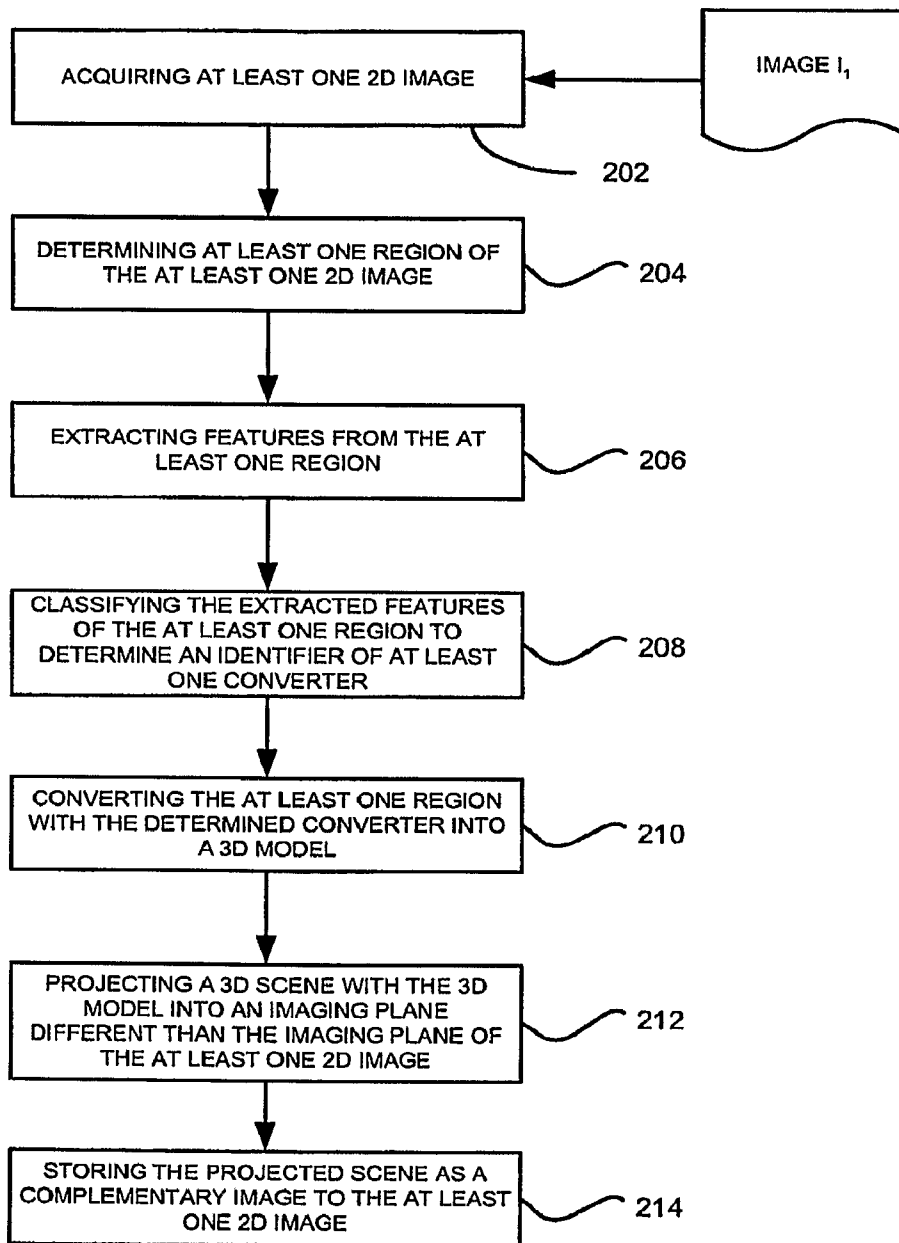 ACQUIRING AT LEAST ONE 2D IMAGE
IMAGE I1
202
DETERMINING AT LEAST ONE REGION OF
THE AT LEAST ONE 2D IMAGE
204
EXTRACTING FEATURES FROM THE AT
LEAST ONE REGION
206
CLASSIFYING THE EXTRACTED FEATURES
OF THE AT LEAST ONE REGION TO
DETERMINE AN IDENTIFIER OF AT LEAST
ONE CONVERTER
208
CONVERTING THE AT LEAST ONE REGION
WITH THE DETERMINED CONVERTER INTO
A 3D MODEL
210
PROJECTING A 3D SCENE WITH THE 3D
MODEL INTO AN IMAGING PLANE
DIFFERENT THAN THE IMAGING PLANE OF
THE AT LEAST ONE 2D IMAGE
212
STORING THE PROJECTED SCENE AS A
COMPLEMENTARY IMAGE TO THE AT LEAST
ONE 2D IMAGE
214